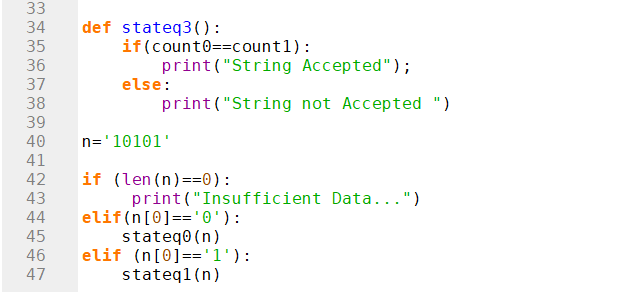 33
34 def stateq3():
35     if(count0==count1):
36         print("String Accepted");
37     else:
38         print("String not Accepted ")
39
40 n='10101'
41
42 if (len(n)==0):
43      print("Insufficient Data...")
44 elif(n[0]=='0'):
45     stateq0(n)
46 elif (n[0]=='1'):
47     stateq1(n)